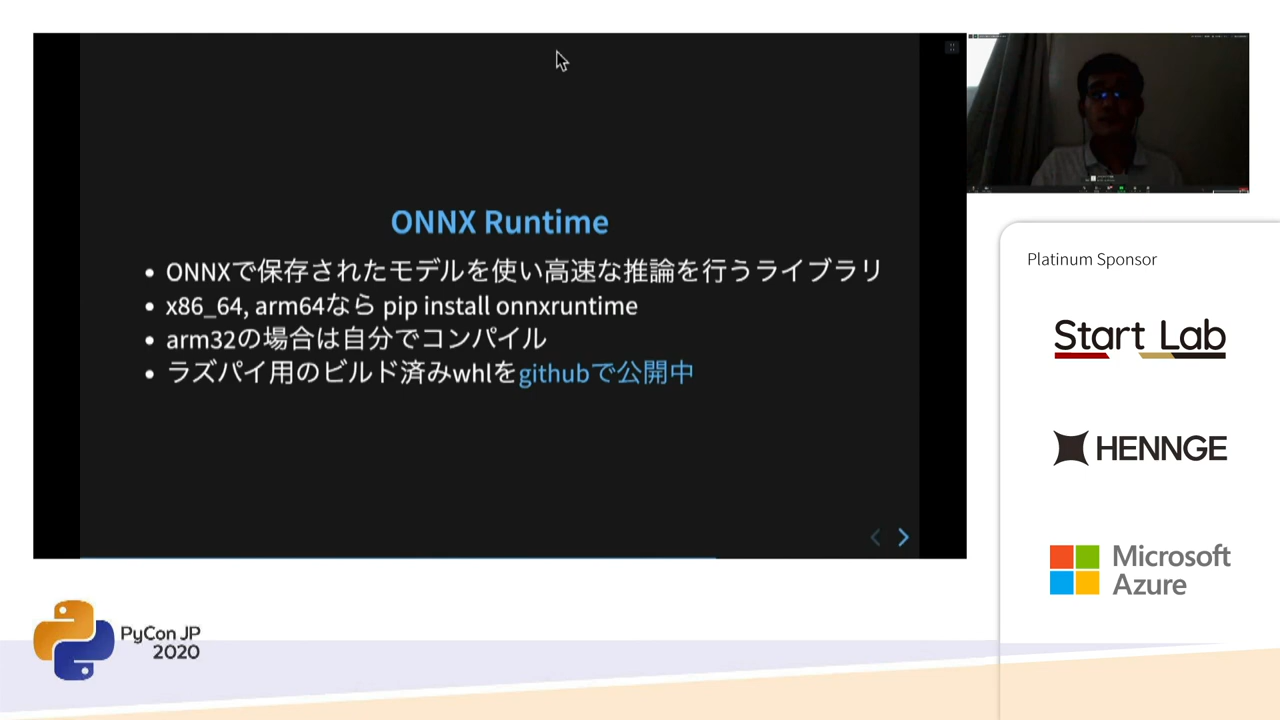 ONNX Runtime
ONNXで保存されたモデルを使い高速な推論を行うライブラリ
x86_64, arm64なら pip install onnxruntime
arm32の場合は自分でコンパイル
ラズパイ用のビルド済みwhlをgithubで公開中
Platinum Sponsor
Start Lab
HENNGE
Microsoft
Azure
PyCon JP
2020